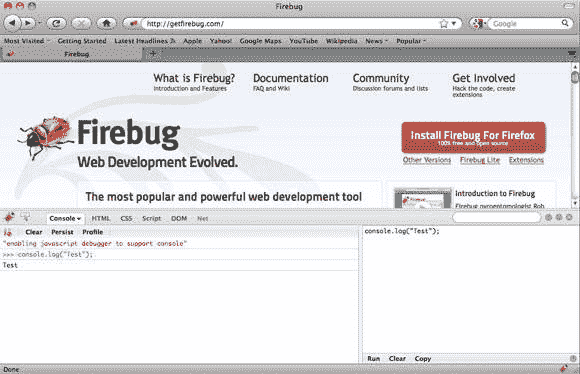 Firebug
http://getfirebug.com/
Google
Most Visited Getting Started Latest Headlines Apple Yahoo! Google Maps YouTube Wikipedia News Popular
Firebug
What is Firebug? Documentation Community Get Involved
Introduction and Features FAQ and Wiki Discussion forums and lists Hack the code, create
extensions
Firebug
Web Development Evolved.
Install Firebug For Firefox
100% free and open source
Other Versions Firebug Lite Extensions
The most popular and powerful web development tool
Introduction to Firebug
Firebug pyroentomologist Rob
Console HTML CSS Script DOM Net
Clear Persist Profile
"enabling javascript debugger to support console"
>>> console.log("Test");
Test
console.log("Test");
Run Clear Copy
Done